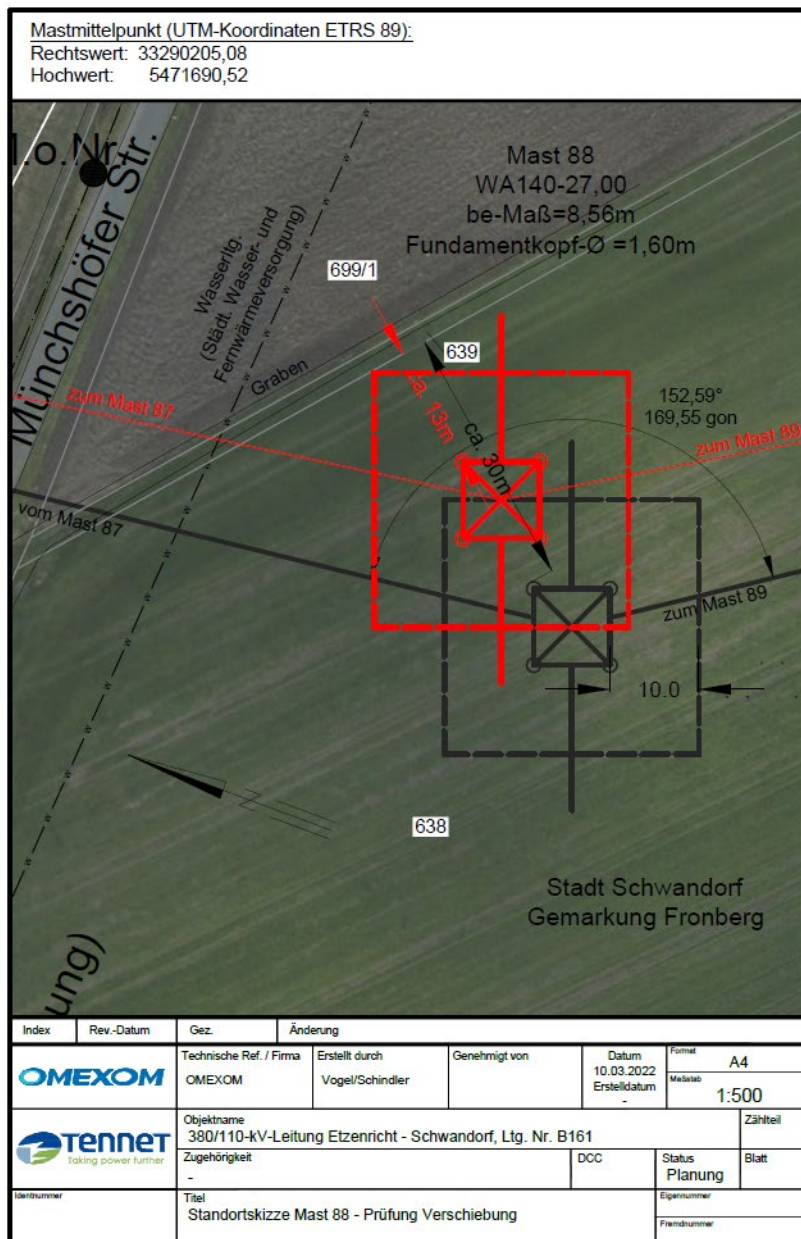 Mastmittelpunkt (UTM-Koordinaten ETRS 89):
Rechtswert: 33290205,08
Hochwert: 5471690,52
l.o.Nr.
Münchshöfer Str.
Wasserltg.
(Städt. Wasser- und
Fernwärmeversorgung)
Mast 88
WA140-27,00
be-Maß=8,56m
Fundamentkopf-Ø =1,60m
699/1
Graben
639
zum Mast 87
ca. 13m
ca. 30m
152,59°
169,55 gon
zum Mast 89
vom Mast 87
zum Mast 89
10.0
638
Stadt Schwandorf
Gemarkung Fronberg
ung)
Index Rev.-Datum Gez. Änderung
OMEXOM
Technische Ref. / Firma
OMEXOM
Erstellt durch
Vogel/Schindler
Genehmigt von
Datum
10.03.2022
Erstelldatum
-
Format
A4
Maßstab
1:500
TENNET
Taking power further
Objektname
380/110-kV-Leitung Etzenricht - Schwandorf, Ltg. Nr. B161
Zählteil
Zugehörigkeit
-
DCC
Status
Planung
Blatt
Identnummer
Titel
Standortskizze Mast 88 - Prüfung Verschiebung
Eigennummer
Fremdnummer